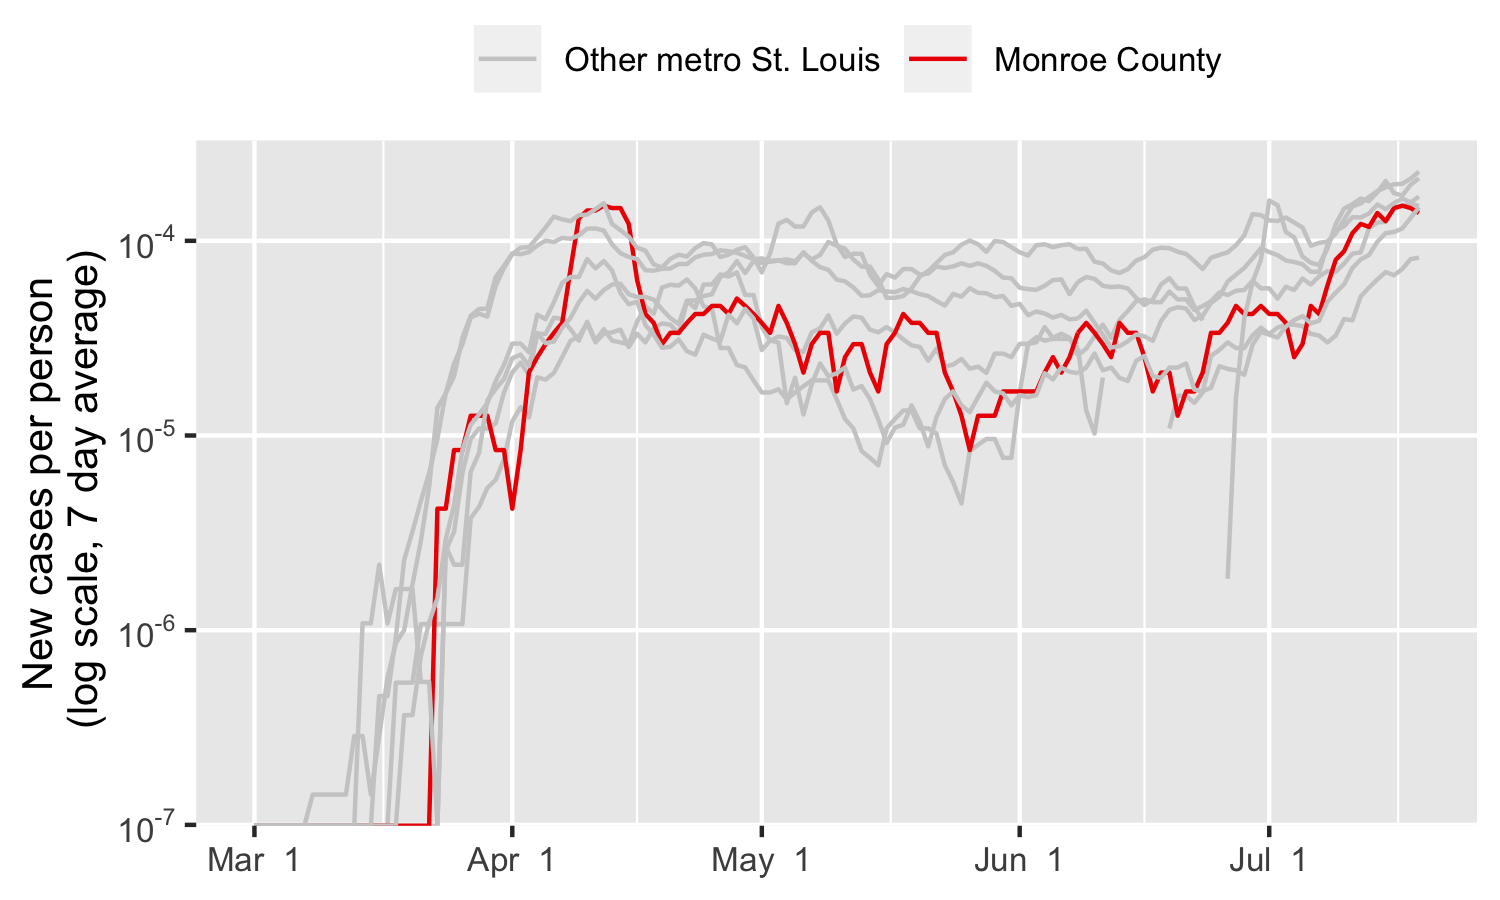 Other metro St. Louis Monroe County
New cases per person
(log scale, 7 day average)
10⁻⁴
10⁻⁵
10⁻⁶
10⁻⁷
Mar 1 Apr 1 May 1 Jun 1 Jul 1